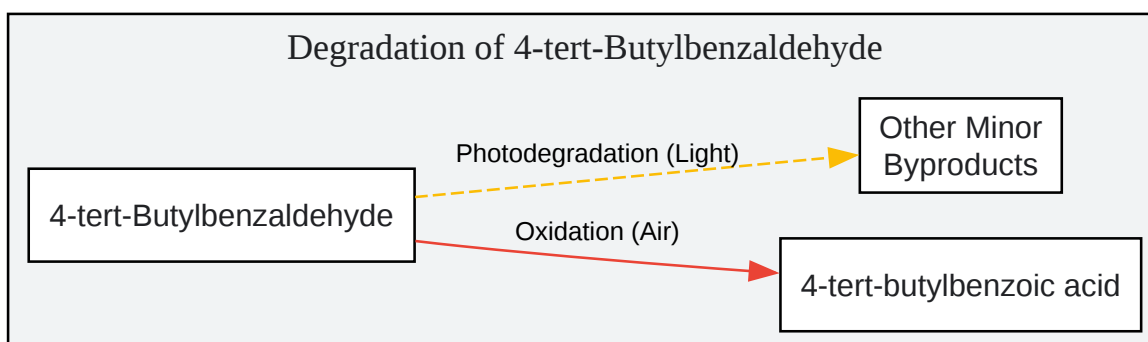 Degradation of 4-tert-Butylbenzaldehyde
Other Minor
Byproducts
Photodegradation (Light)
4-tert-Butylbenzaldehyde
Oxidation (Air)
4-tert-butylbenzoic acid